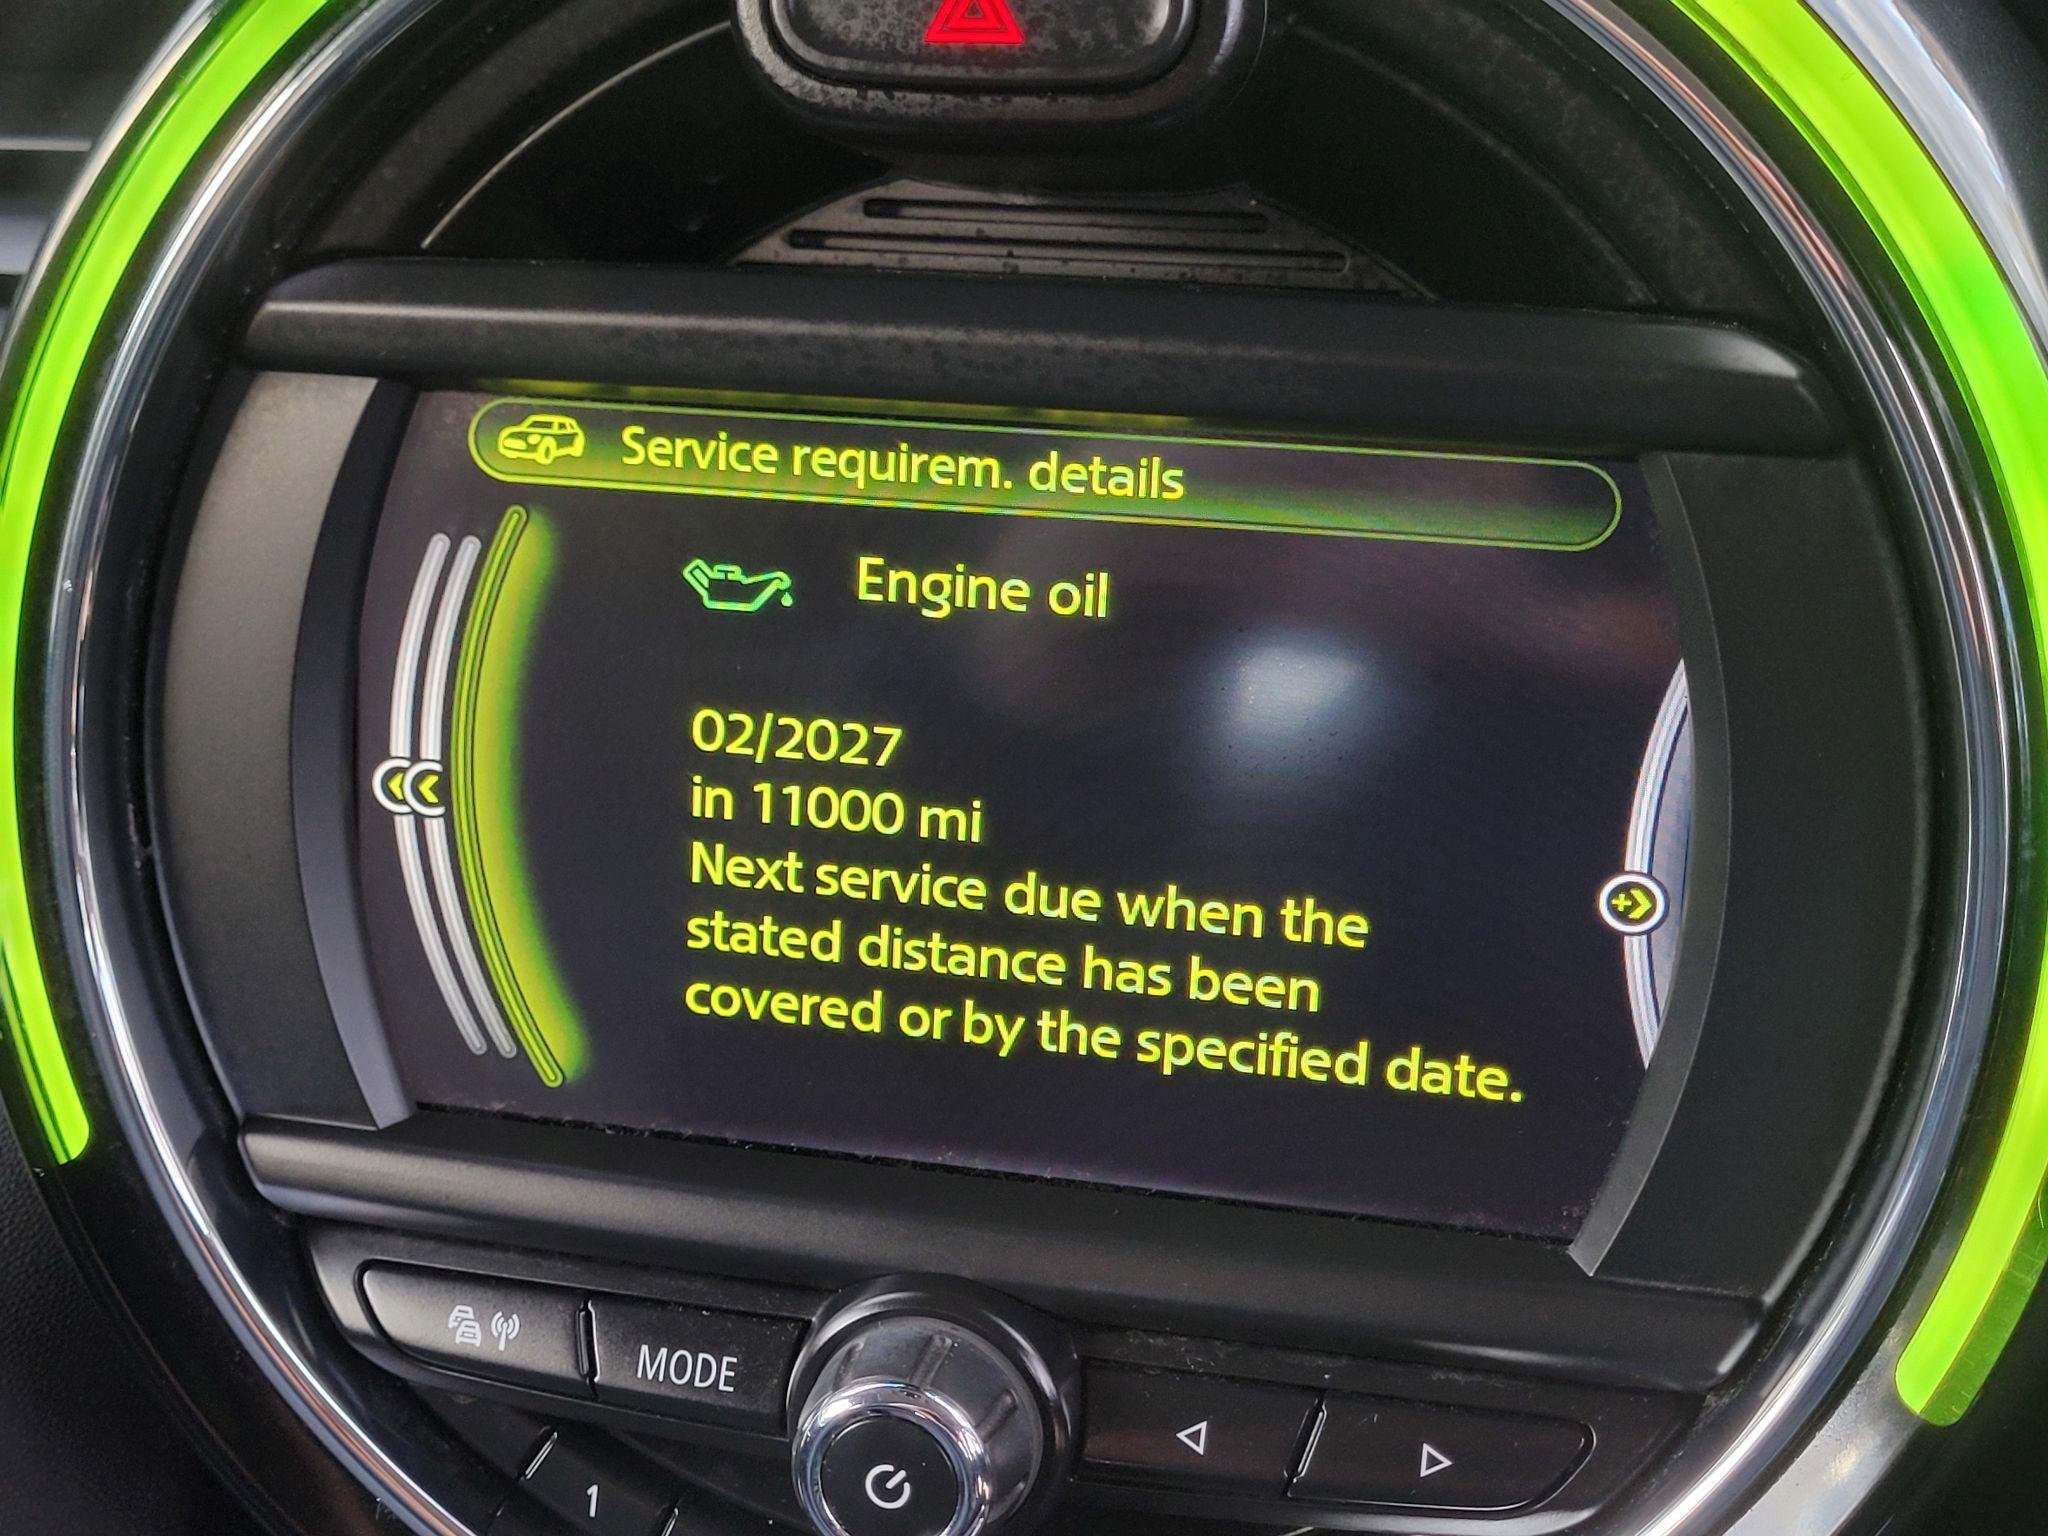 Service requirem. details
Engine oil
02/2027
in 11000 mi
Next service due when the
stated distance has been
covered or by the specified date.
MODE
1